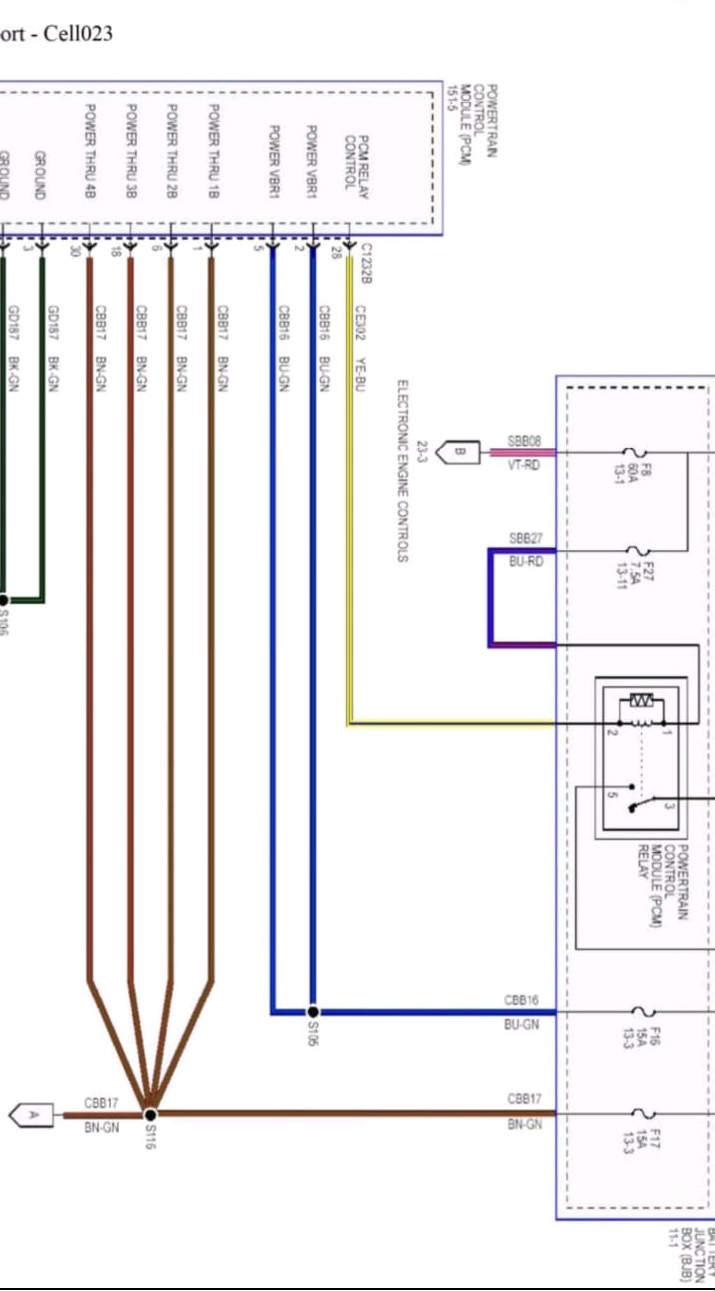 ort - Cell023
POWERTRAIN
CONTROL
MODULE (PCM)
151-5
PCM RELAY
CONTROL
POWER VBR1
POWER VBR1
POWER THRU 1B
POWER THRU 2B
POWER THRU 3B
POWER THRU 4B
GROUND
GROUND
C1232B
28
2
5
1
6
18
30
3
CE302 YE-BU
CBB16 BU-GN
CBB16 BU-GN
CBB17 BN-GN
CBB17 BN-GN
CBB17 BN-GN
CBB17 BN-GN
GD187 BK-GN
GD187 BK-GN
ELECTRONIC ENGINE CONTROLS
23-3
B
SBB08
VT-RD
F8
60A
13-1
SBB27
BU-RD
F27
7.5A
13-11
S106
1
2
3
5
POWERTRAIN
CONTROL
MODULE (PCM)
RELAY
CBB16
BU-GN
F16
15A
13-3
S105
CBB17
BN-GN
F17
15A
13-3
S116
CBB17
BN-GN
A
BATTERY
JUNCTION
BOX (BJB)
11-1